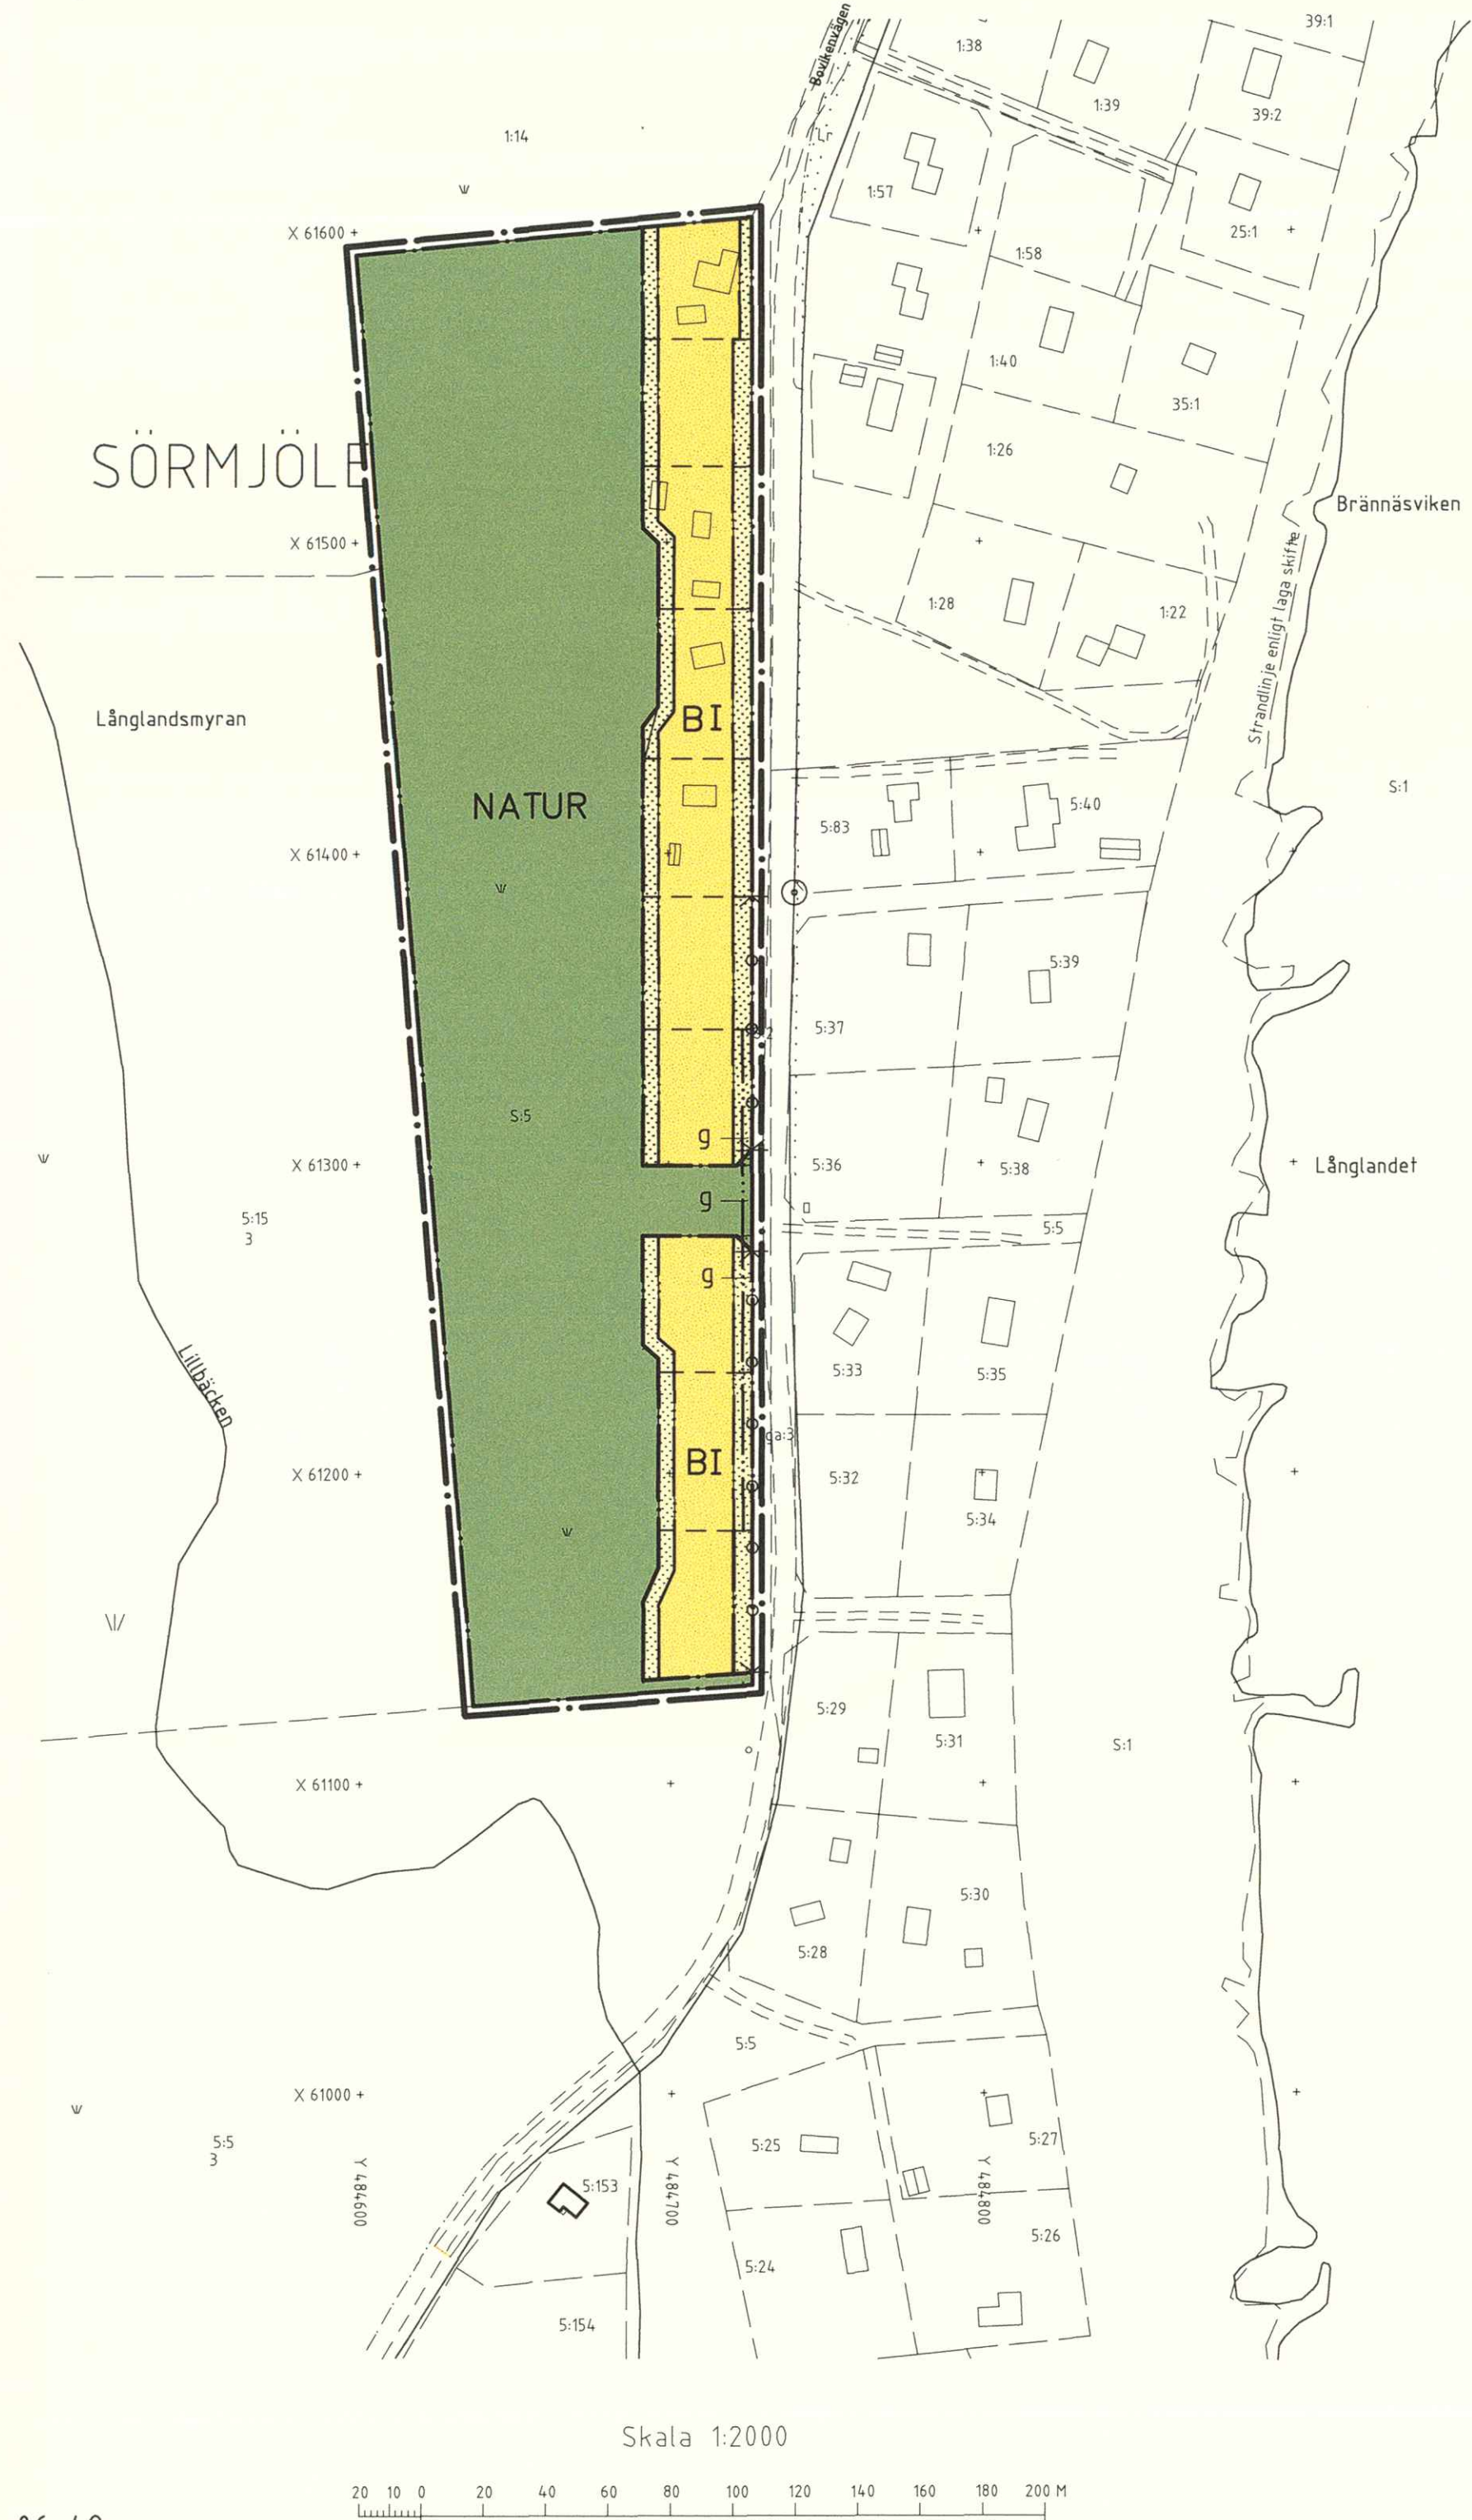 39:1
Bovikenvägen
1:38
1:39
39:2
1:14
Lr
1:57
25:1
X 61600
1:58
1:40
35:1
SÖRMJÖLE
1:26
Brännäsviken
X 61500
Strandlinje enligt laga skifte
1:28
1:22
Långlandsmyran
BI
S:1
NATUR
5:40
5:83
X 61400
5:39
5:37
S:5
g
X 61300
5:36
5:38
Långlandet
g
5:15
3
5:5
g
Lillbäcken
5:33
5:35
ga:3
BI
X 61200
5:32
5:34
5:29
5:31
S:1
X 61100
5:30
5:28
5:5
X 61000
5:5
3
5:25
5:27
Y 484600
5:153
Y 484700
Y 484800
5:26
5:24
5:154
Skala 1:2000
20 10 0 20 40 60 80 100 120 140 160 180 200 M